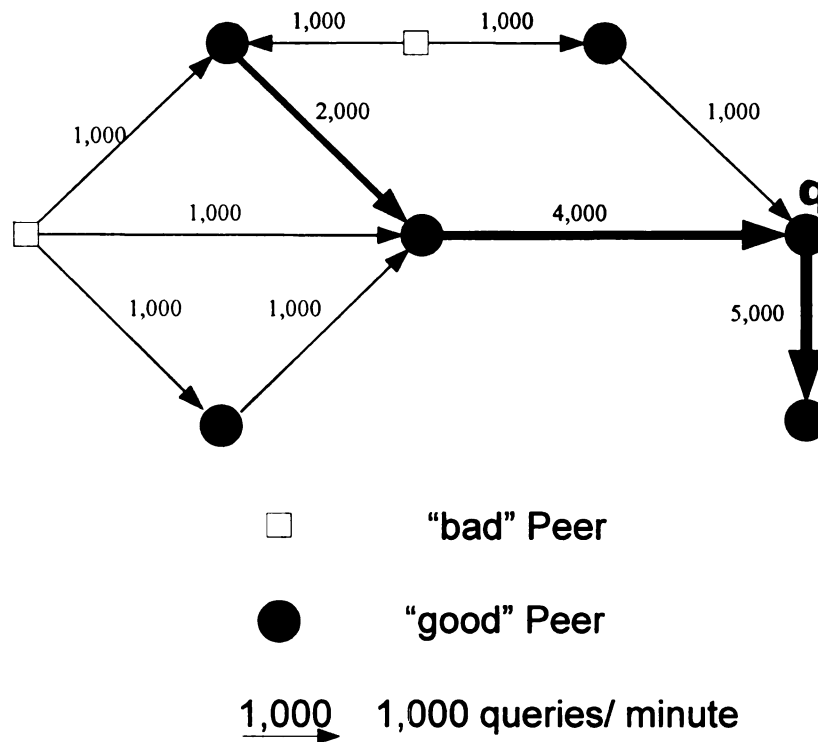 1,000 1,000
1,000 2,000 1,000
q
1,000 4,000
1,000 1,000 5,000
“bad” Peer
“good” Peer
1,000 1,000 queries/ minute